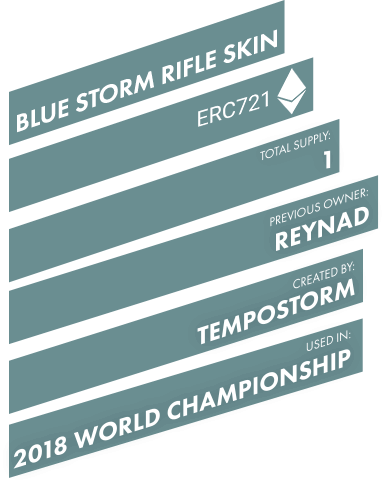 BLUE STORM RIFLE SKIN
ERC721
TOTAL SUPPLY:
1
PREVIOUS OWNER:
REYNAD
CREATED BY:
TEMPOSTORM
USED IN:
2018 WORLD CHAMPIONSHIP